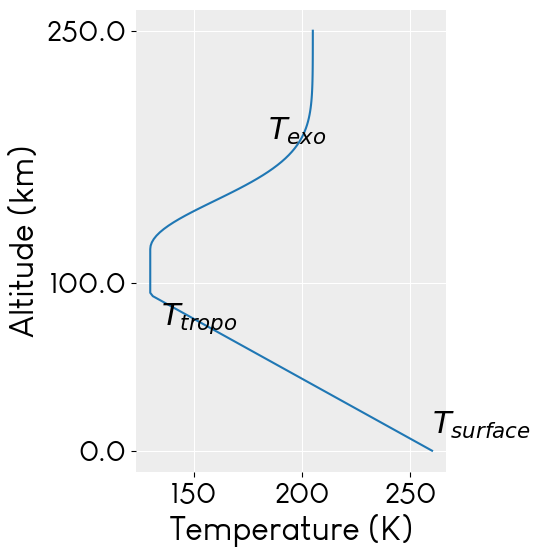 250.0
T_exo
100.0
T_tropo
T_surface
0.0
150 200 250
Temperature (K)
Altitude (km)